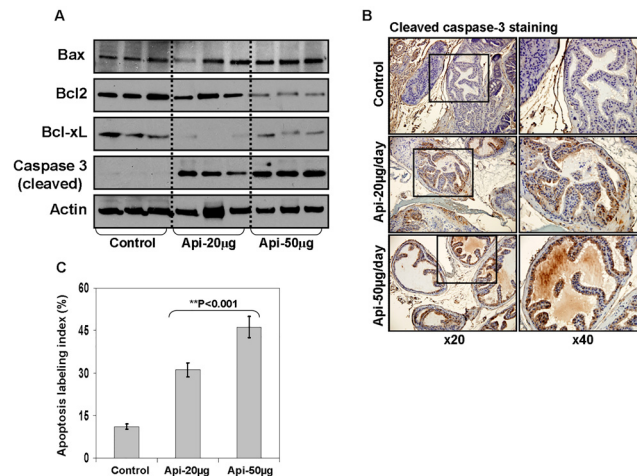 A
Bax
Bcl2
Bcl-xL
Caspase 3
(cleaved)
Actin
Control Api-20µg Api-50µg
B
Cleaved caspase-3 staining
Control
Api-20µg/day
Api-50µg/day
x20 x40
C
Apoptosis labeling index (%)
60
45
30
15
0
**P<0.001
Control Api-20µg Api-50µg